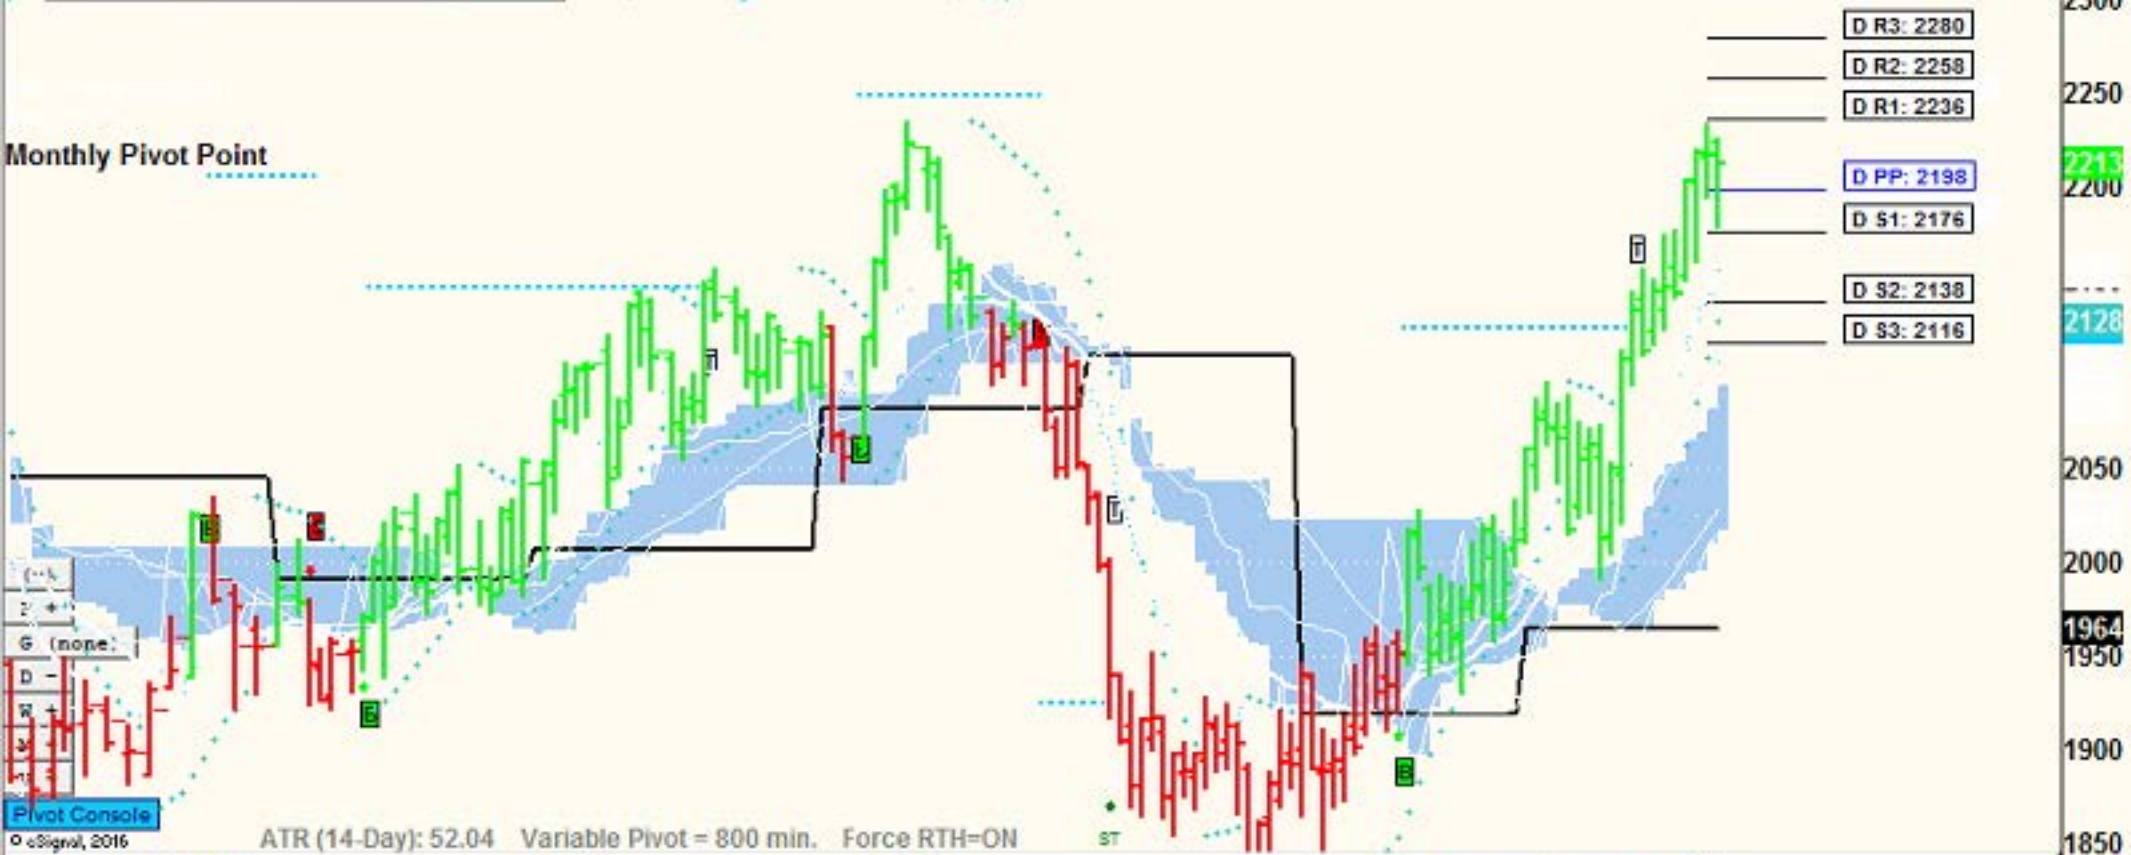 2300
D R3: 2280
D R2: 2258
2250
D R1: 2236
Monthly Pivot Point
2213
D PP: 2198
2200
D S1: 2176
T
D S2: 2138
2128
D S3: 2116
T
2050
T
B
2000
G (none)
1964
1950
D -
W +
1900
B
Pivot Console
© eSignal, 2016
ATR (14-Day): 52.04 Variable Pivot = 800 min. Force RTH=ON
ST
1850